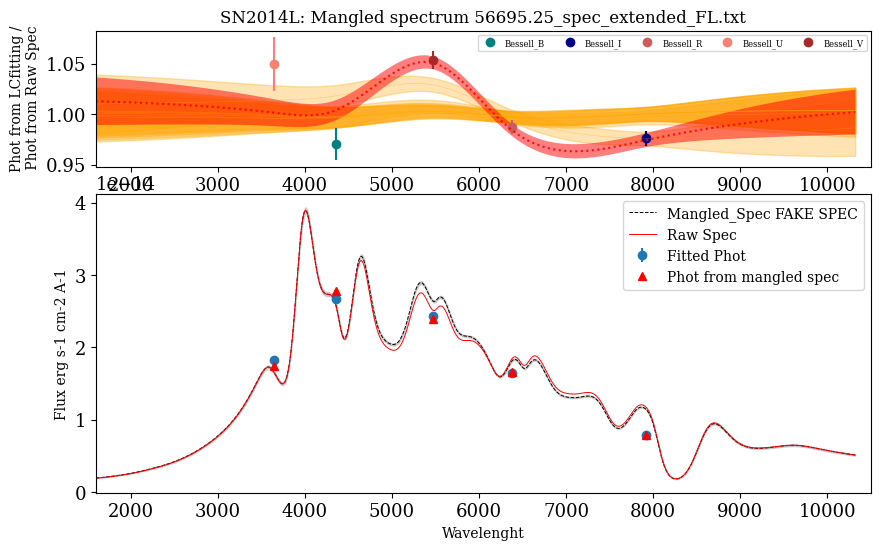 SN2014L: Mangled spectrum 56695.25_spec_extended_FL.txt
Phot from LCfitting /
Phot from Raw Spec
Bessell_B Bessell_I Bessell_R Bessell_U Bessell_V
1.05
1.00
0.95
2000 3000 4000 5000 6000 7000 8000 9000 10000
Mangled_Spec FAKE SPEC
Raw Spec
Fitted Phot
Phot from mangled spec
Flux erg s-1 cm-2 A-1
4
3
2
1
0
2000 3000 4000 5000 6000 7000 8000 9000 10000
Wavelenght